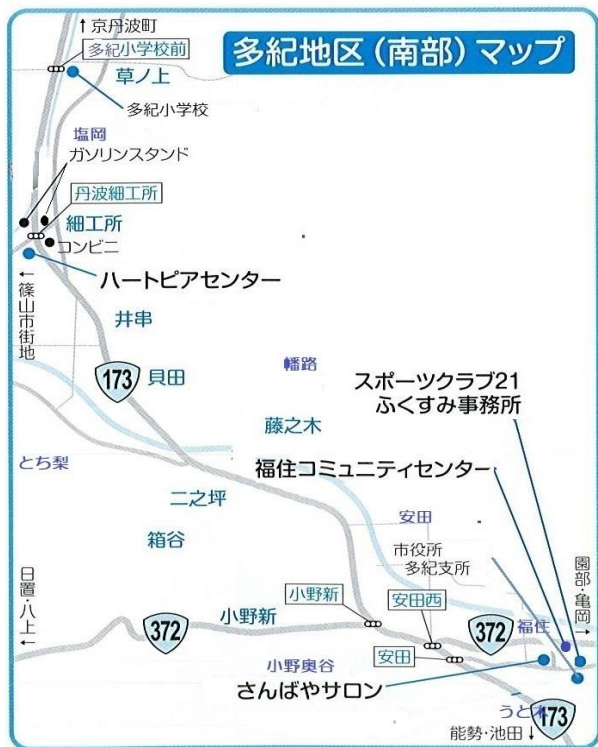 多紀地区(南部)マップ
↑京丹波町
多紀小学校前
草ノ上
多紀小学校
塩岡
ガソリンスタンド
丹波細工所
細工所
コンビニ
ハートピアセンター
←篠山市街地
井串
173
貝田
幡路
スポーツクラブ21
ふくすみ事務所
藤之木
とち梨
福住コミュニティセンター
二之坪
安田
箱谷
市役所
多紀支所
日置・八上←
園部・亀岡→
小野新
安田西
小野新
372
372
福住
安田
小野奥谷
さんばやサロン
うと木
173
能勢・池田↓